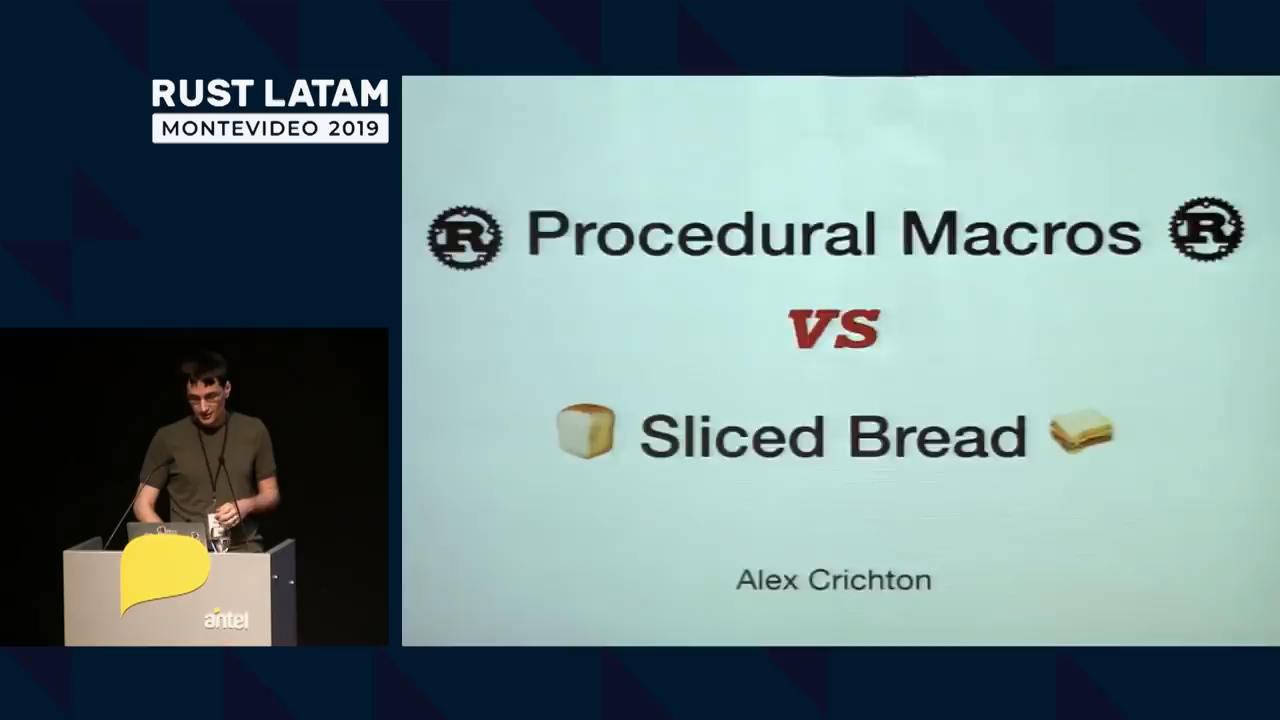 RUST LATAM
MONTEVIDEO 2019
Procedural Macros
vs
Sliced Bread
Alex Crichton
antel